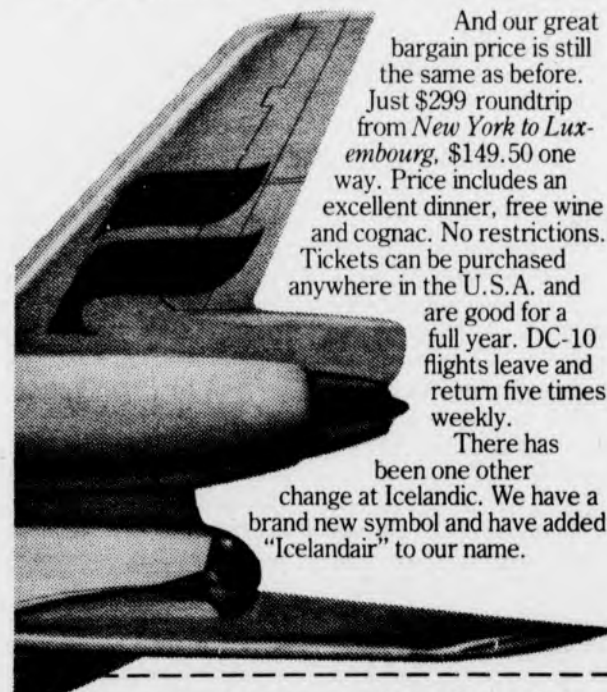 And our great
bargain price is still
the same as before.
Just $299 roundtrip
from New York to Lux-
embourg, $149.50 one
way. Price includes an
excellent dinner, free wine
and cognac. No restrictions.
Tickets can be purchased
anywhere in the U.S.A. and
are good for a
full year. DC-10
flights leave and
return five times
weekly.
There has
been one other
change at Icelandic. We have a
brand new symbol and have added
"Icelandair" to our name.